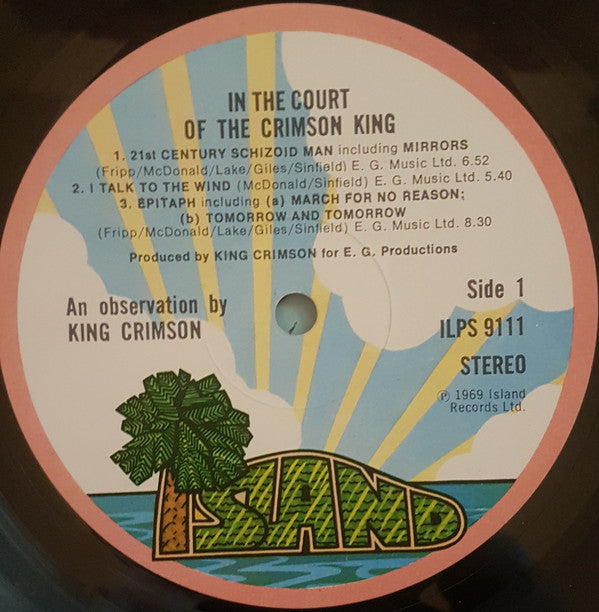 IN THE COURT
OF THE CRIMSON KING
1. 21st CENTURY SCHIZOID MAN including MIRRORS
(Fripp/McDonald/Lake/Giles/Sinfield) E. G. Music Ltd. 6.52
2. I TALK TO THE WIND (McDonald/Sinfield) E. G. Music Ltd. 5.40
3. EPITAPH including (a) MARCH FOR NO REASON;
(b) TOMORROW AND TOMORROW
(Fripp/McDonald/Lake/Giles/Sinfield) E. G. Music Ltd. 8.30
Produced by KING CRIMSON for E. G. Productions
An observation by
KING CRIMSON
Side 1
ILPS 9111
STEREO
℗ 1969 Island
Records Ltd.
ISLAND